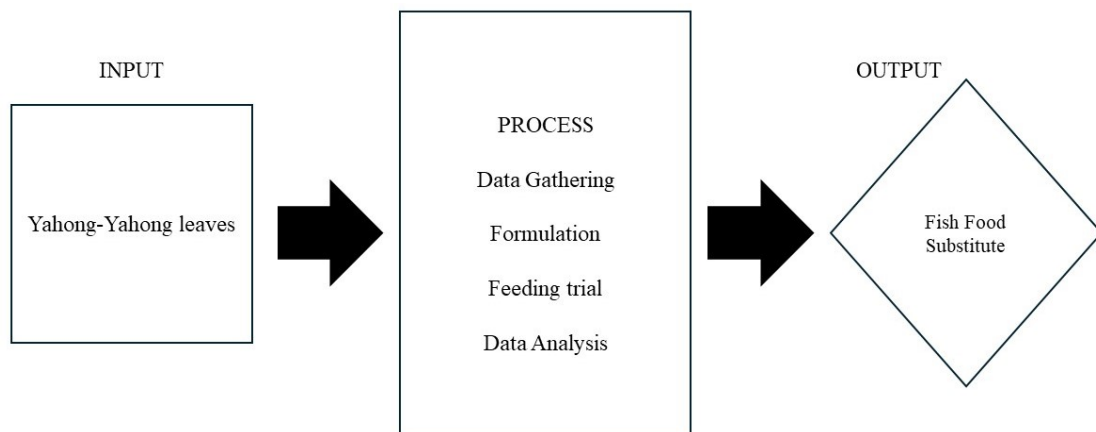 INPUT
Yahong-Yahong leaves
PROCESS
Data Gathering
Formulation
Feeding trial
Data Analysis
OUTPUT
Fish Food
Substitute